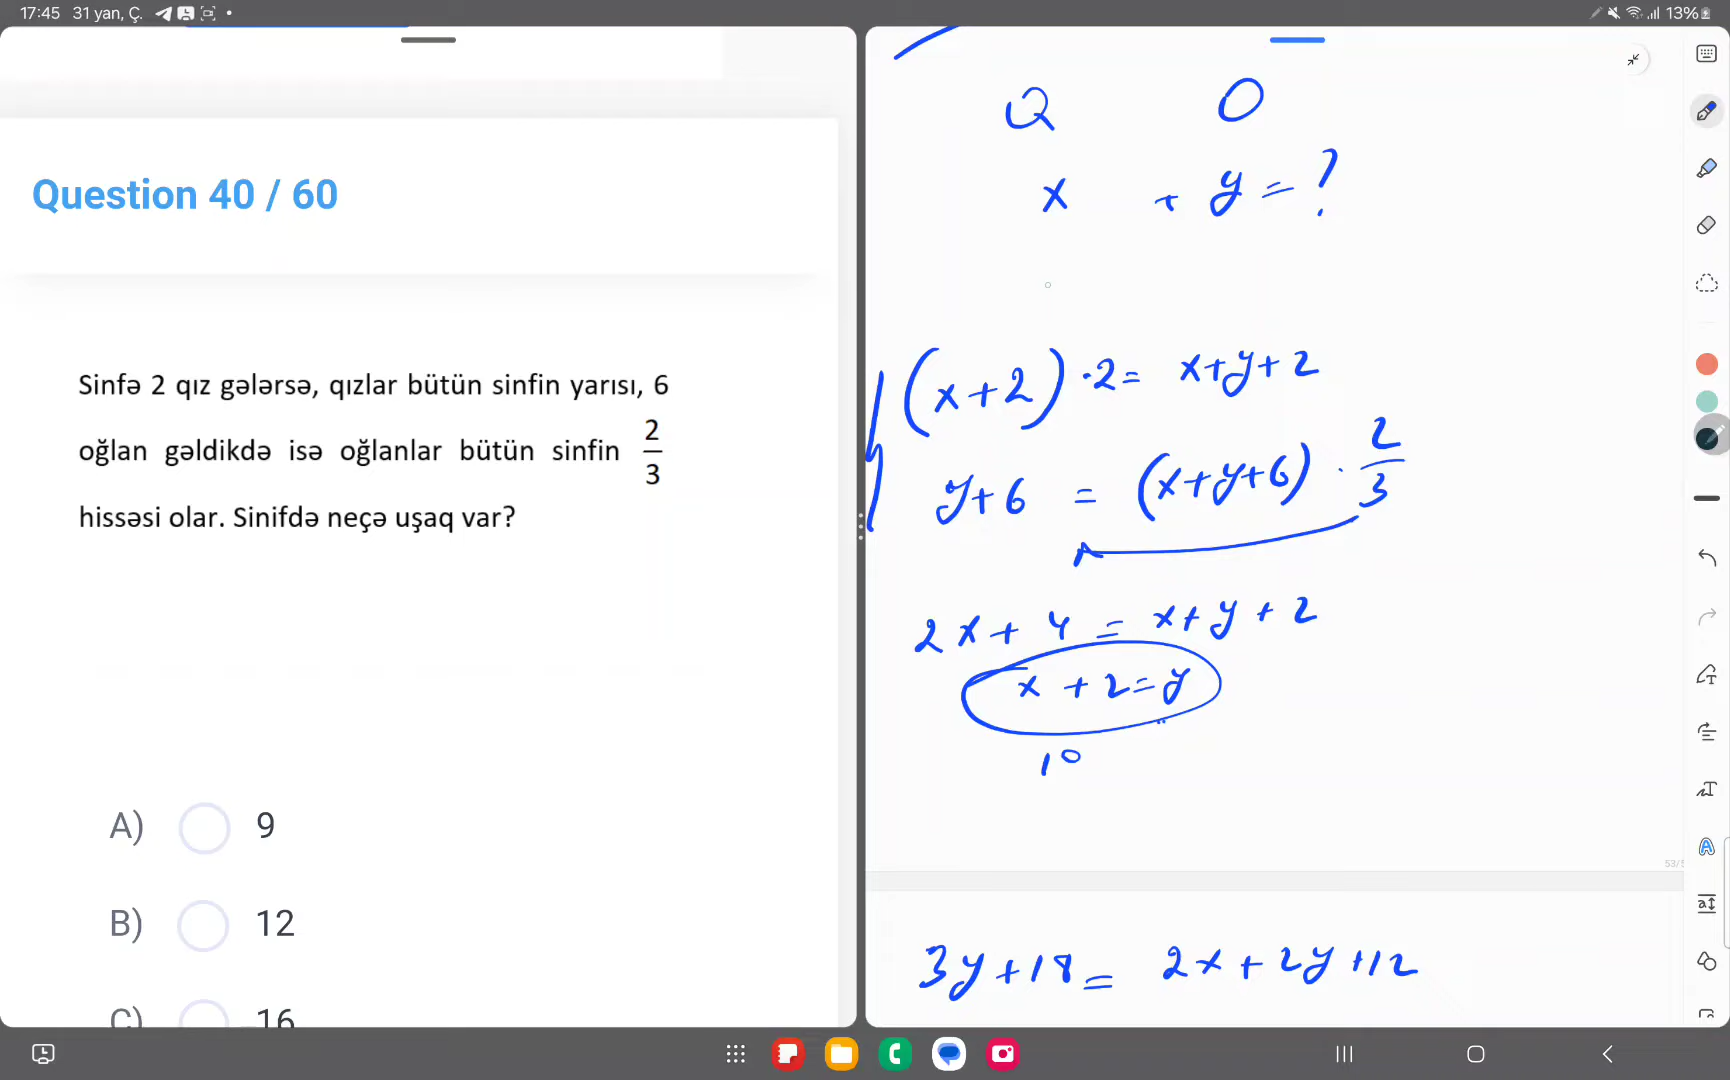 17:45 31 yan, Ç.
13%
Question 40 / 60
Sinfə 2 qız gələrsə, qızlar bütün sinfin yarısı, 6
oğlan gəldikdə isə oğlanlar bütün sinfin 2/3
hissəsi olar. Sinifdə neçə uşaq var?
A) 9
B) 12
C) 16
Q O
x + y = ?
(x+2)·2= x+y+2
y+6 = (x+y+6)·2/3
2x+4 = x+y+2
x+2=y
10
53/5
3y+18= 2x+2y+12